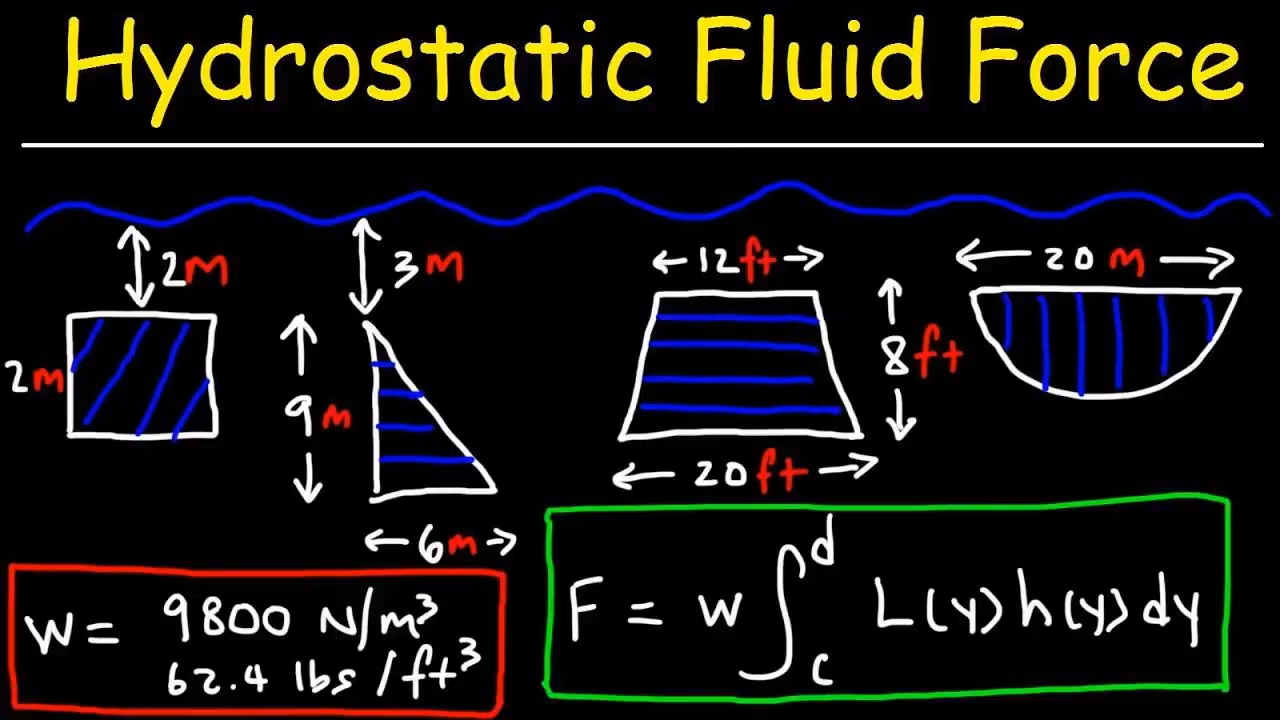 Hydrostatic Fluid Force
2m
3m
12ft
20 m
2m
9m
8ft
20ft
6m
W = 9800 N/m³
62.4 lbs/ft³
F = w ∫_c^d L(y) h(y) dy